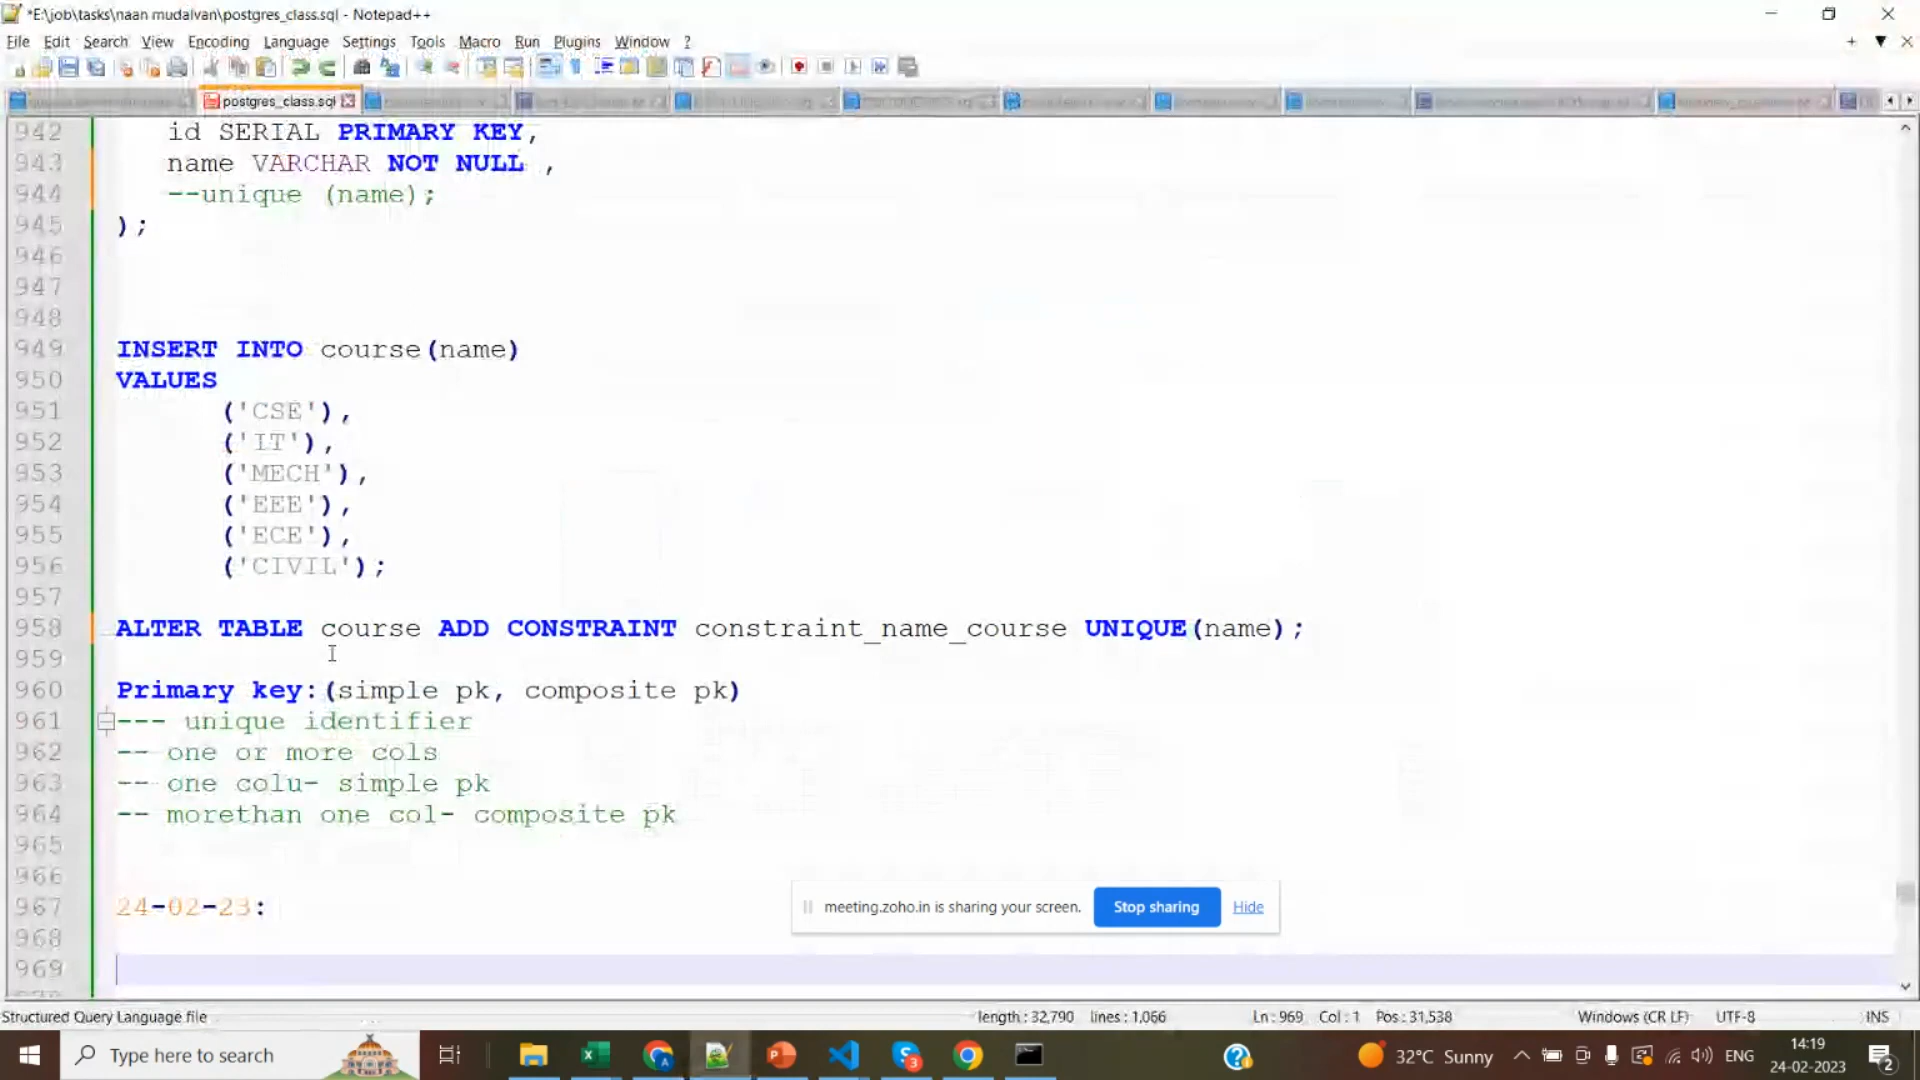 *E:\job\tasks\naan mudalvan\postgres_class.sql - Notepad++
File Edit Search View Encoding Language Settings Tools Macro Run Plugins Window ?
postgres_class.sql
942 id SERIAL PRIMARY KEY,
943 name VARCHAR NOT NULL ,
944 --unique (name);
945 );
946
947
948
949 INSERT INTO course(name)
950 VALUES
951 ('CSE'),
952 ('IT'),
953 ('MECH'),
954 ('EEE'),
955 ('ECE'),
956 ('CIVIL');
957
958 ALTER TABLE course ADD CONSTRAINT constraint_name_course UNIQUE(name);
959
960 Primary key:(simple pk, composite pk)
961 --- unique identifier
962 -- one or more cols
963 -- one colu- simple pk
964 -- morethan one col- composite pk
965
966
967 24-02-23:
968
969
meeting.zoho.in is sharing your screen. Stop sharing Hide
Structured Query Language file length : 32,790 lines : 1,066 Ln : 969 Col : 1 Pos : 31,538 Windows (CR LF) UTF-8 INS
Type here to search 32°C Sunny ENG 14:19
24-02-2023